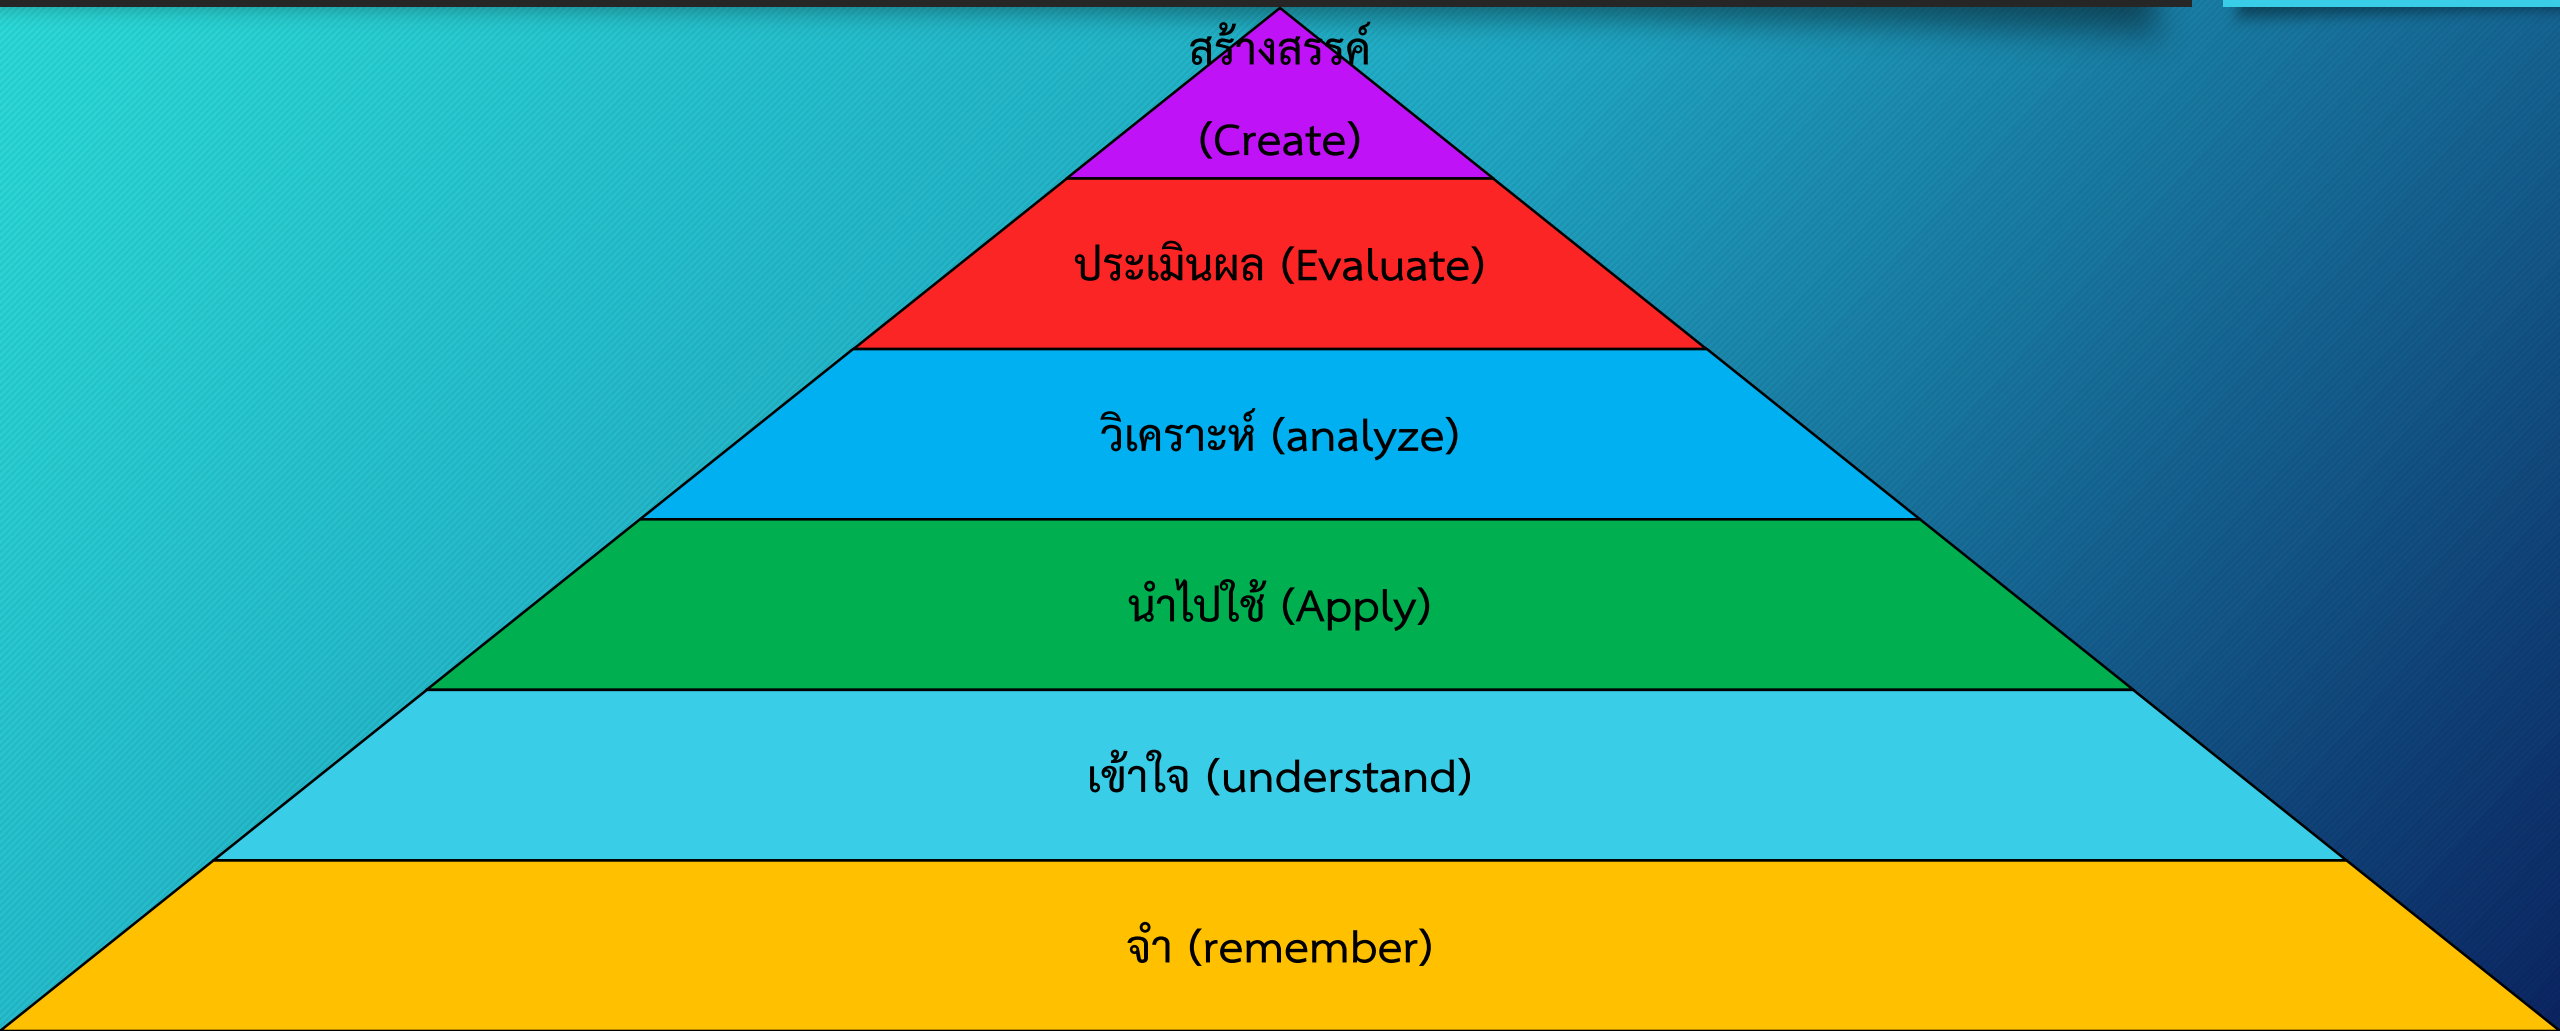 สร้างสรรค์
(Create)
ประเมินผล (Evaluate)
วิเคราะห์ (analyze)
นำไปใช้ (Apply)
เข้าใจ (understand)
จำ (remember)